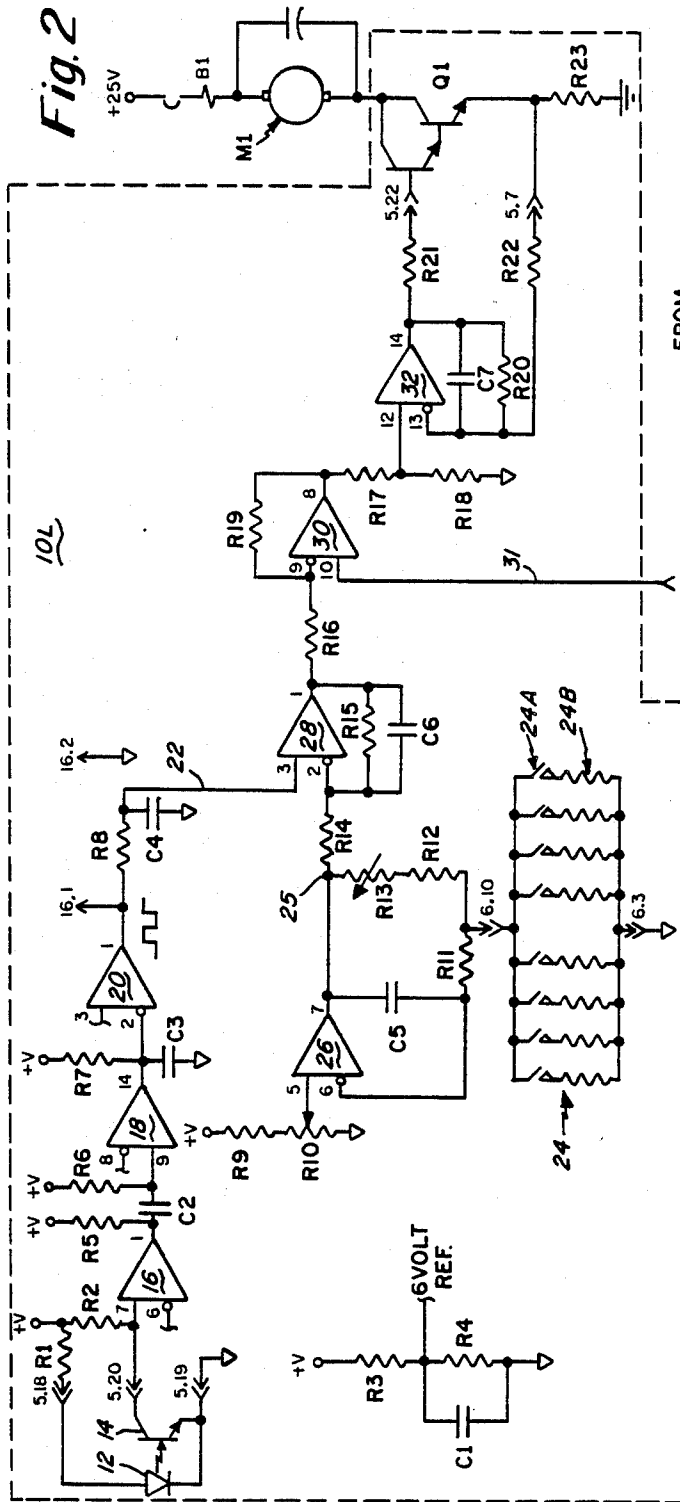 Fig. 2
10L
+25V
B1
M1
Q1
5.22
R21
5.7
R22
R23
14
32
12
13
C7
R20
R19
8
30
9
10
R17
R18
31
FROM
R16
16.2
22
1
28
3
2
R15
C6
R8
C4
16.1
1
20
3
2
+V
R7
14
C3
18
8
9
+V
R6
+V
R5
C2
1
16
7
6
+V
R2
R1
5.18
5.20
5.19
14
12
25
R14
R13
R12
6.10
R11
C5
7
26
5
6
+V
R9
R10
24A
24B
24
6.3
+V
R3
6VOLT
REF.
R4
C1